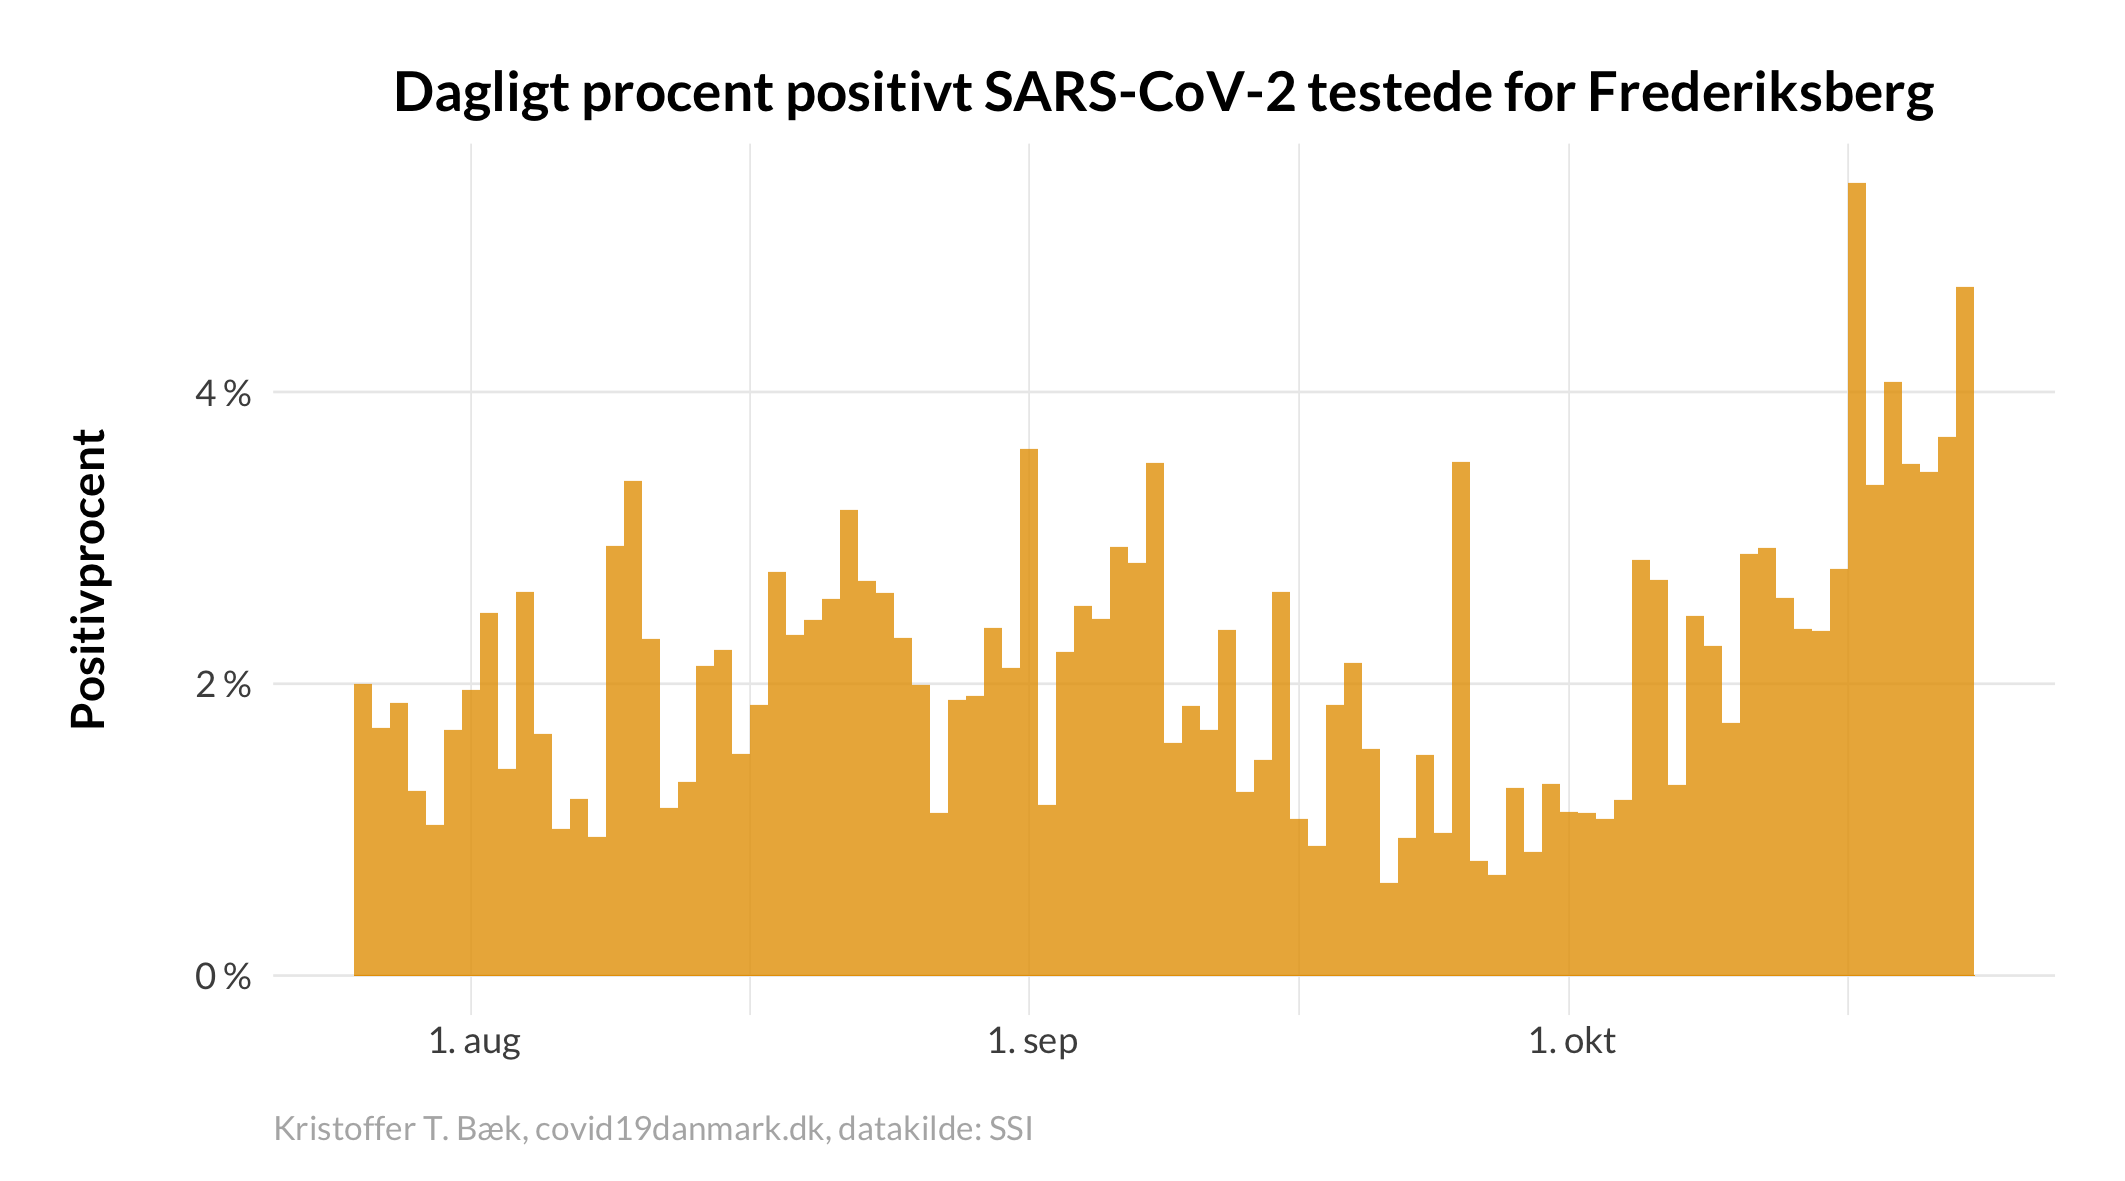 Dagligt procent positivt SARS-CoV-2 testede for Frederiksberg
Positivprocent
4 %
2 %
0 %
1. aug
1. sep
1. okt
Kristoffer T. Bæk, covid19danmark.dk, datakilde: SSI